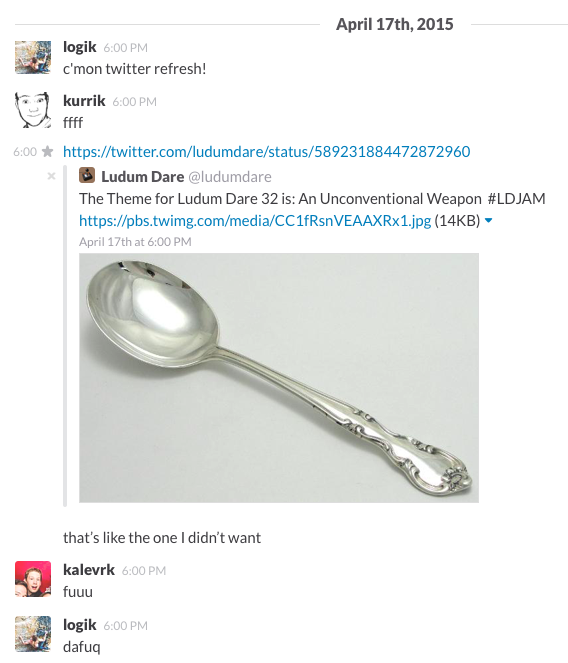 April 17th, 2015
logik 6:00 PM
c'mon twitter refresh!
kurrik 6:00 PM
ffff
6:00 ★ https://twitter.com/ludumdare/status/589231884472872960
Ludum Dare @ludumdare
The Theme for Ludum Dare 32 is: An Unconventional Weapon #LDJAM
https://pbs.twimg.com/media/CC1fRsnVEAAXRx1.jpg (14KB)
April 17th at 6:00 PM
that's like the one I didn't want
kalevrk 6:00 PM
fuuu
logik 6:00 PM
dafuq